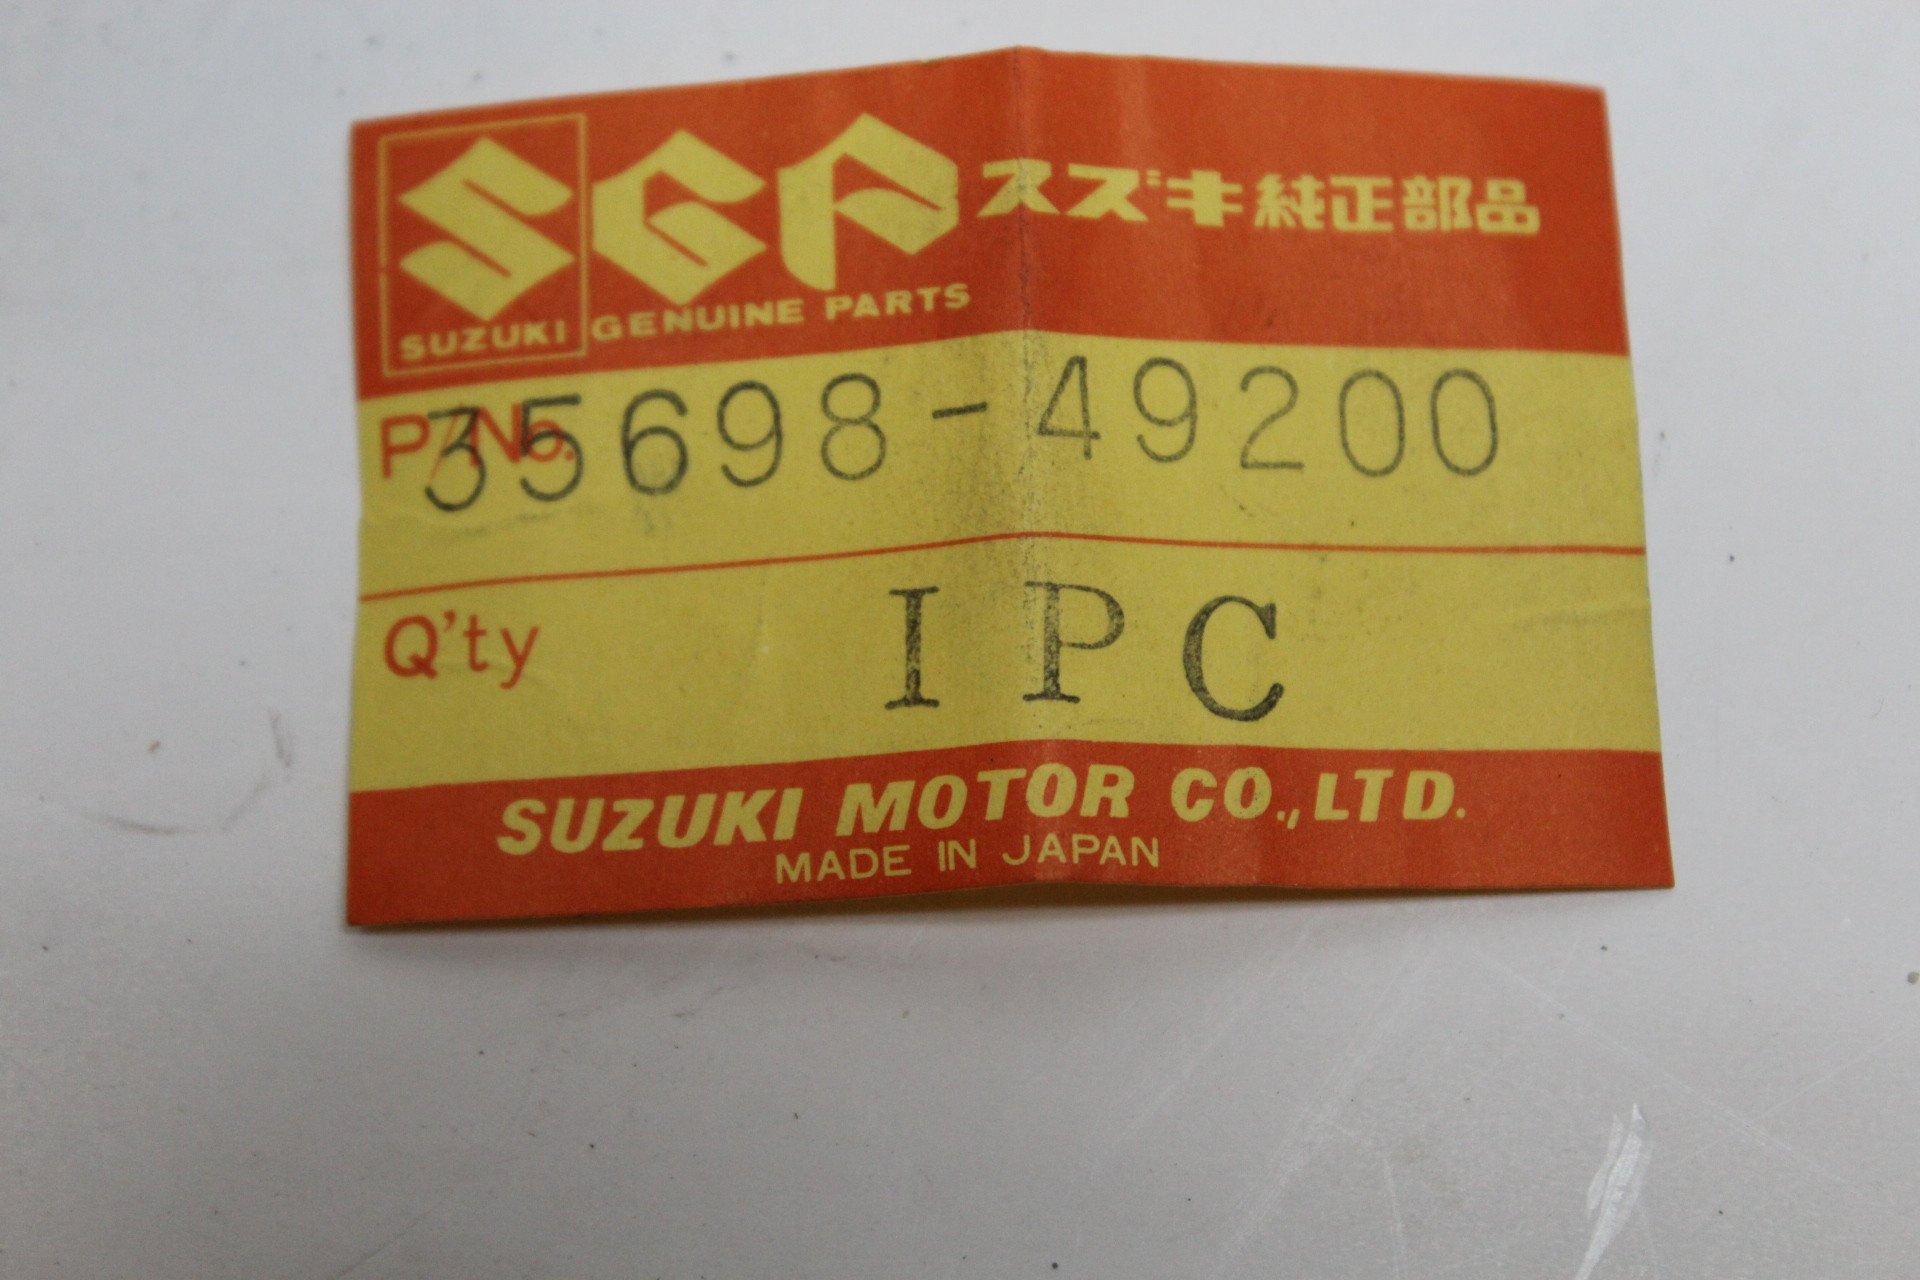 SGP スズキ純正部品
SUZUKI GENUINE PARTS
P/No. 35698-49200
Q'ty I P C
SUZUKI MOTOR CO., LTD.
MADE IN JAPAN